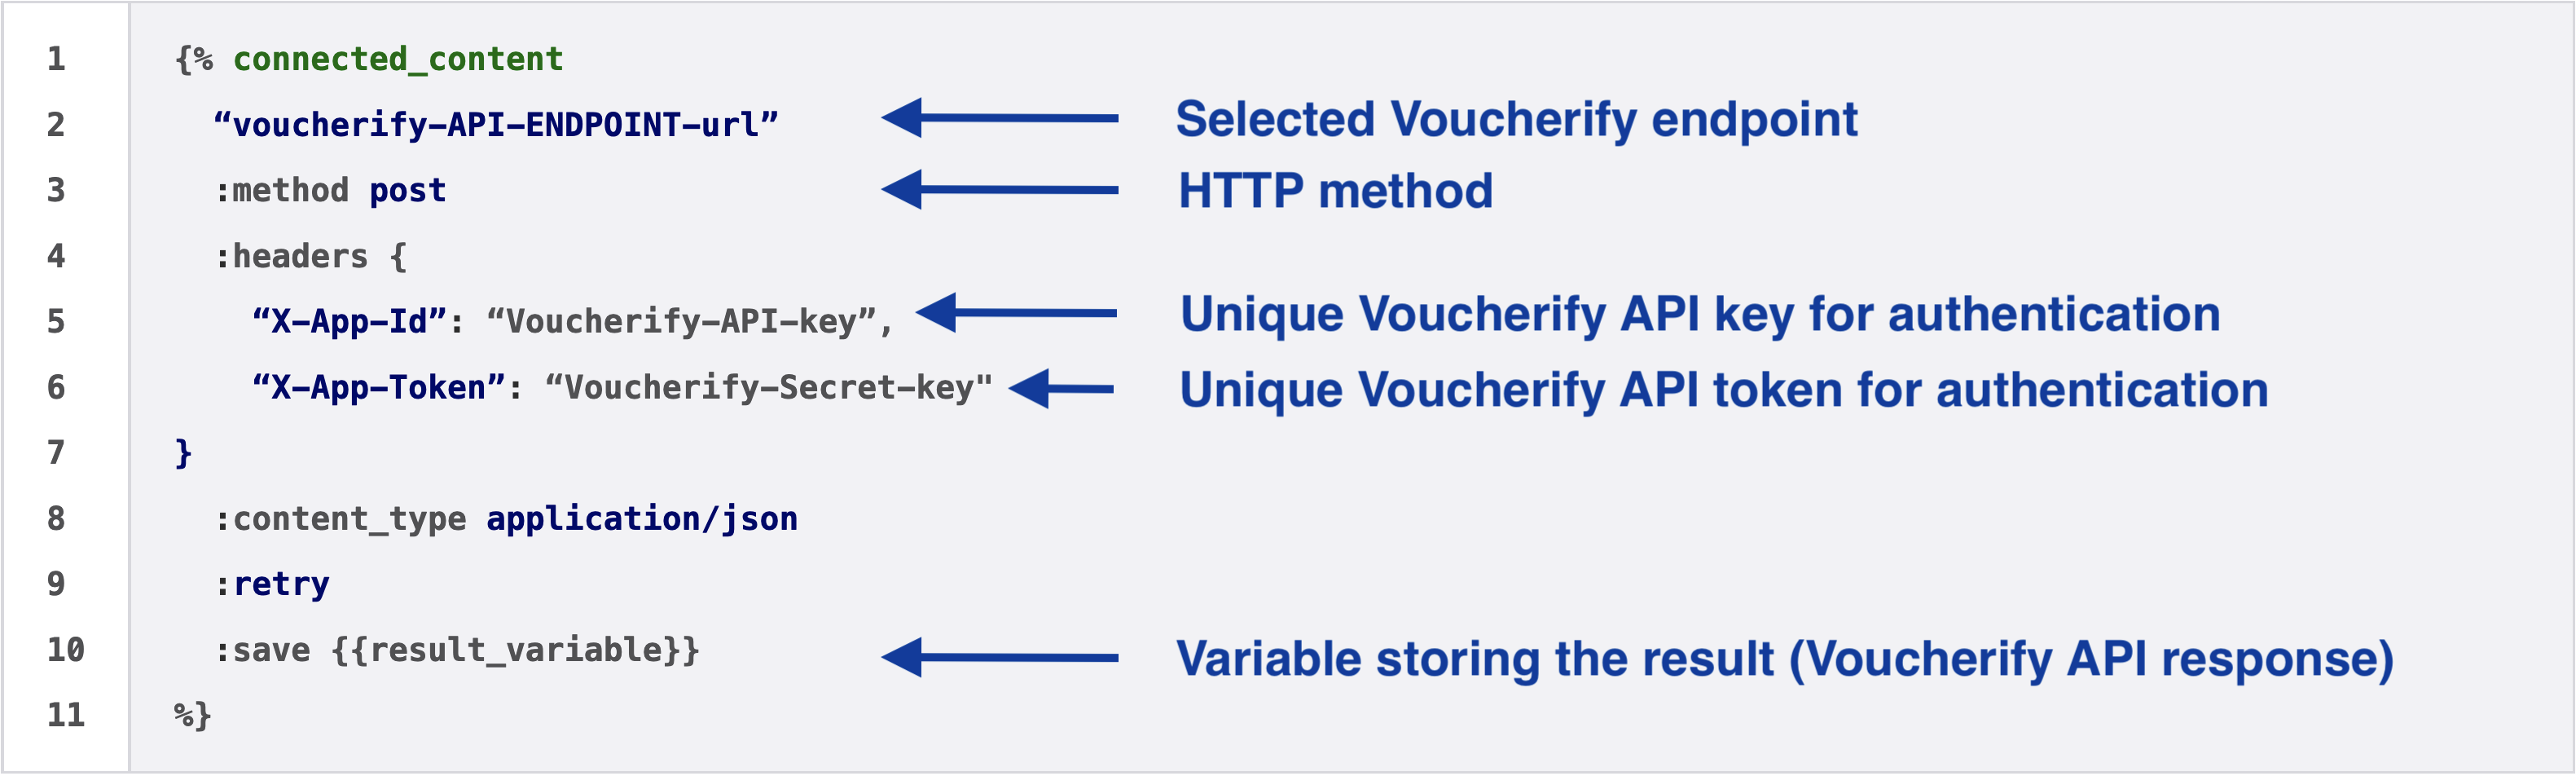 1 {% connected_content
2 “voucherify-API-ENDPOINT-url” Selected Voucherify endpoint
3 :method post HTTP method
4 :headers {
5 “X-App-Id”: “Voucherify-API-key”, Unique Voucherify API key for authentication
6 “X-App-Token”: “Voucherify-Secret-key" Unique Voucherify API token for authentication
7 }
8 :content_type application/json
9 :retry
10 :save {{result_variable}} Variable storing the result (Voucherify API response)
11 %}